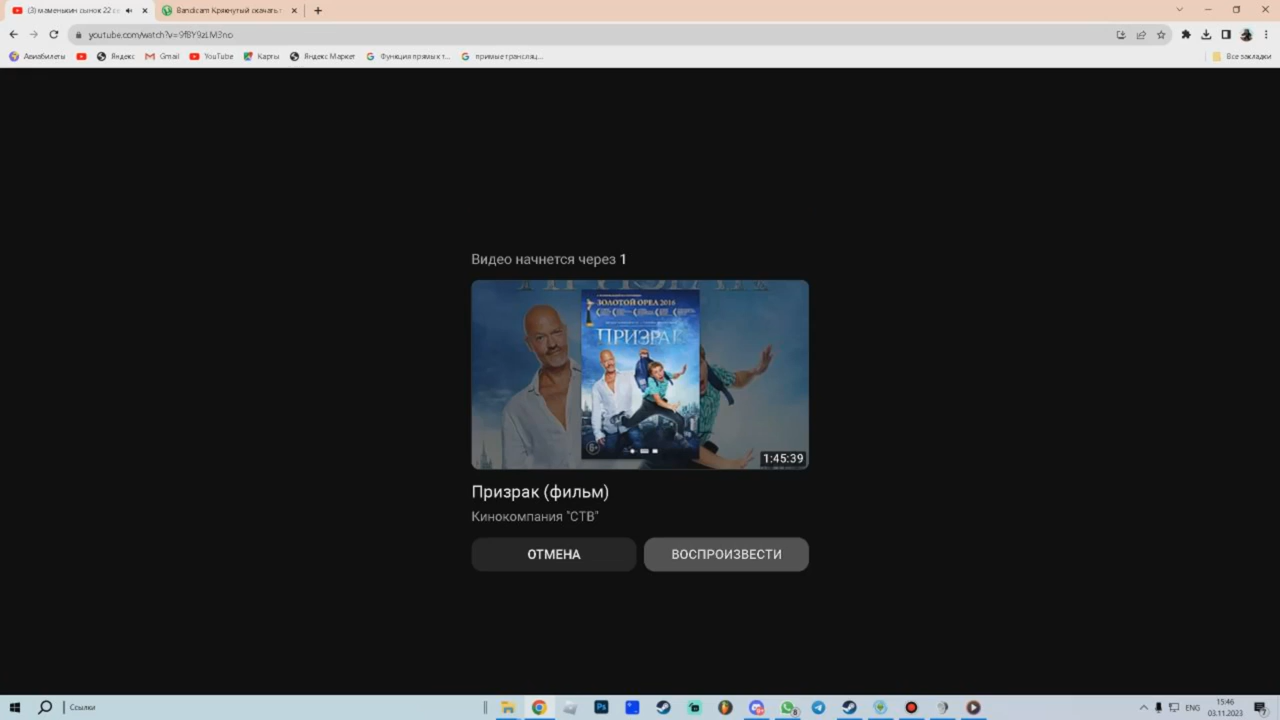 (3) маменькин сынок 22 се
Bandicam Крякнутый скачать т
youtube.com/watch?v=9f8Y9zLM3no
Авиабилеты
Яндекс
Gmail
YouTube
Карты
Яндекс Маркет
Функция прямых т...
прямые трансляц...
Все закладки
Видео начнется через 1
ЗОЛОТОЙ ОРЕЛ 2016
ПРИЗРАК
6+
1:45:39
Призрак (фильм)
Кинокомпания "СТВ"
ОТМЕНА
ВОСПРОИЗВЕСТИ
Ссылки
ENG
15:46
03.11.2023